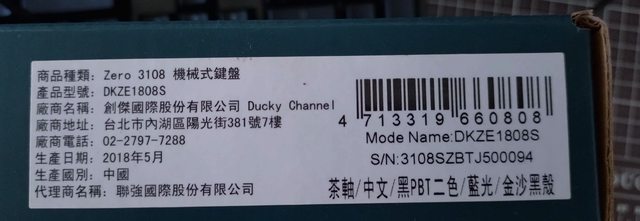 商品種類: Zero 3108 機械式鍵盤
產品型號: DKZE1808S
廠商名稱: 創傑國際股份有限公司 Ducky Channel
廠商地址: 台北市內湖區陽光街381號7樓
廠商電話: 02-2797-7288
生產日期: 2018年5月
生產國別: 中國
代理商名稱: 聯強國際股份有限公司
4 713319 660808
Mode Name:DKZE1808S
S/N:3108SZBTJ500094
茶軸/中文/黑PBT二色/藍光/金沙黑殼